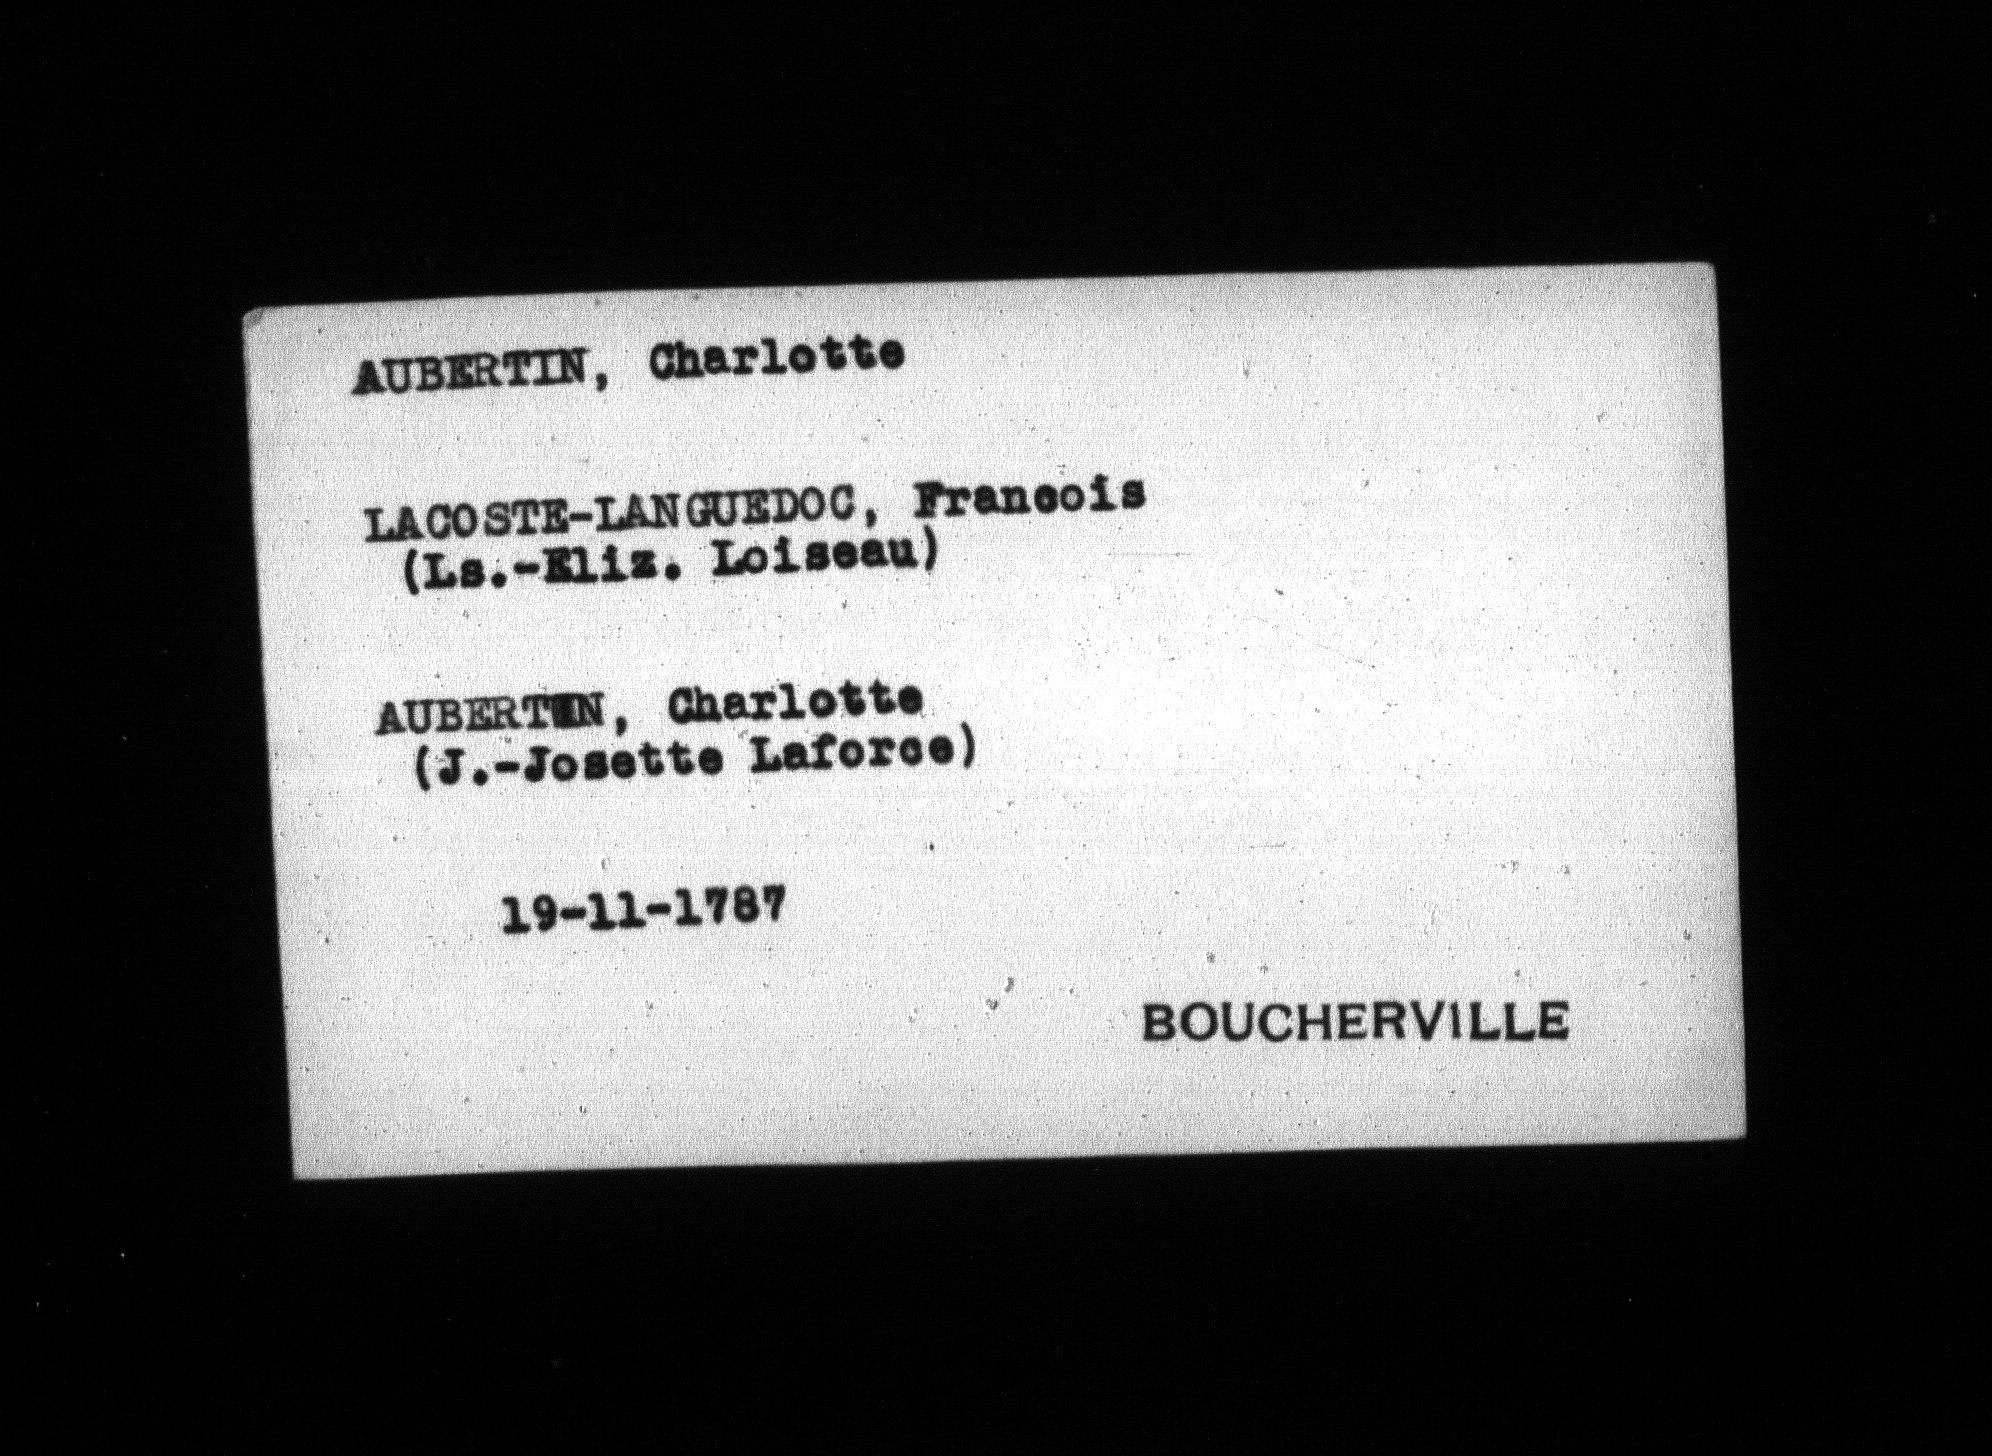 AUBERTIN, Charlotte
LACOSTE-LANGUEDOC, Francois
(Ls.-Eliz. Loiseau)
AUBERTIN, Charlotte
(J.-Josette Laforce)
19-11-1787
BOUCHERVILLE